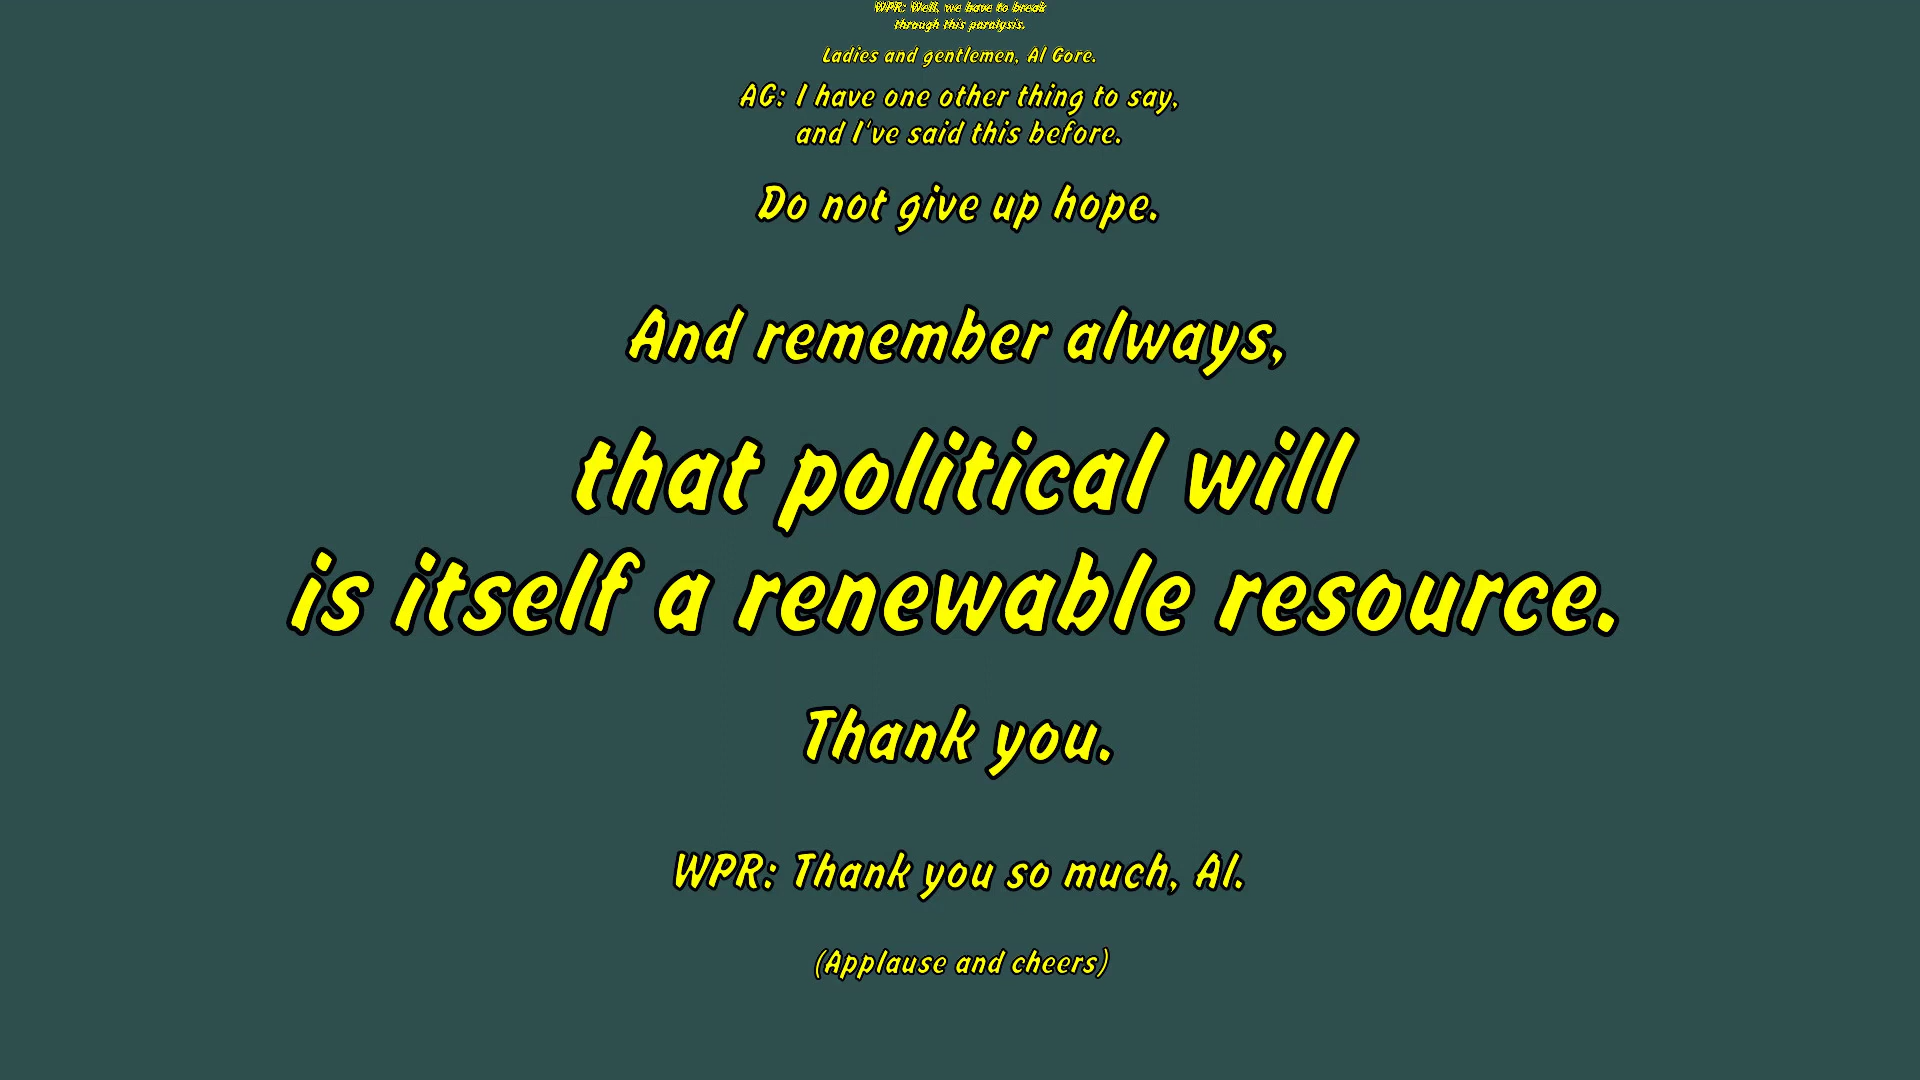 WPR: Well, we have to break
through this paralysis.
Ladies and gentlemen, Al Gore.
AG: I have one other thing to say,
and I've said this before.
Do not give up hope.
And remember always,
that political will
is itself a renewable resource.
Thank you.
WPR: Thank you so much, Al.
(Applause and cheers)